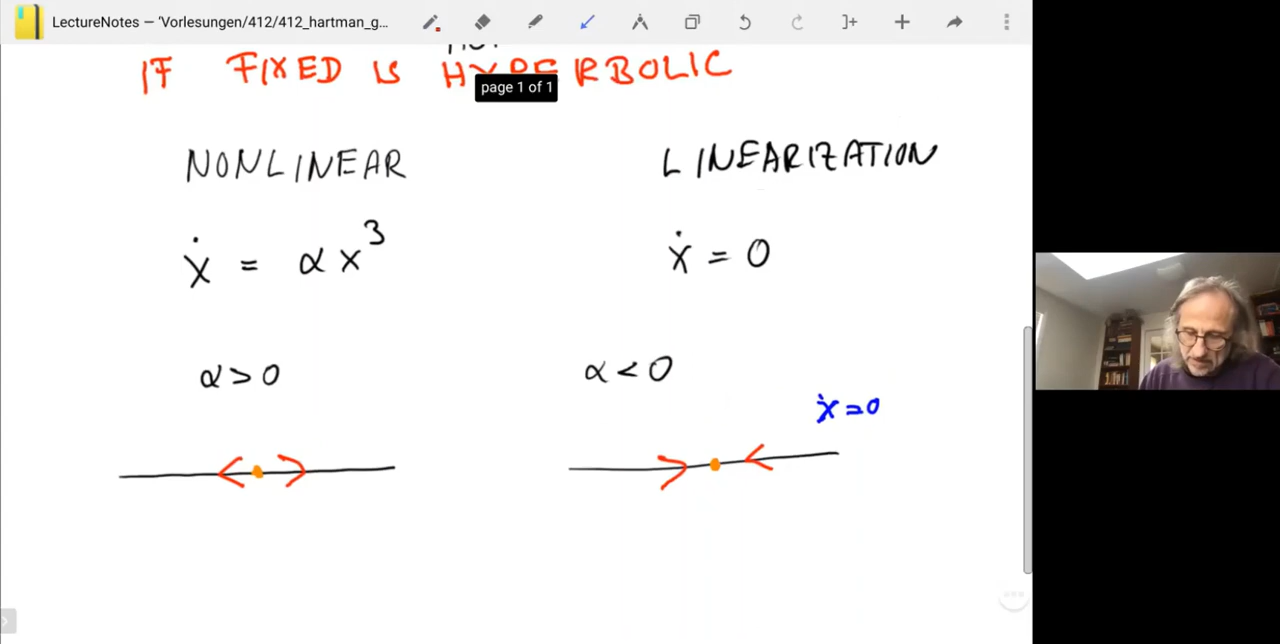 LectureNotes — ‘Vorlesungen/412/412_hartman_g...
IF FIXED IS HYPERBOLIC
page 1 of 1
NONLINEAR LINEARIZATION
ẋ = αx³ ẋ = 0
α > 0 α < 0
ẋ = 0